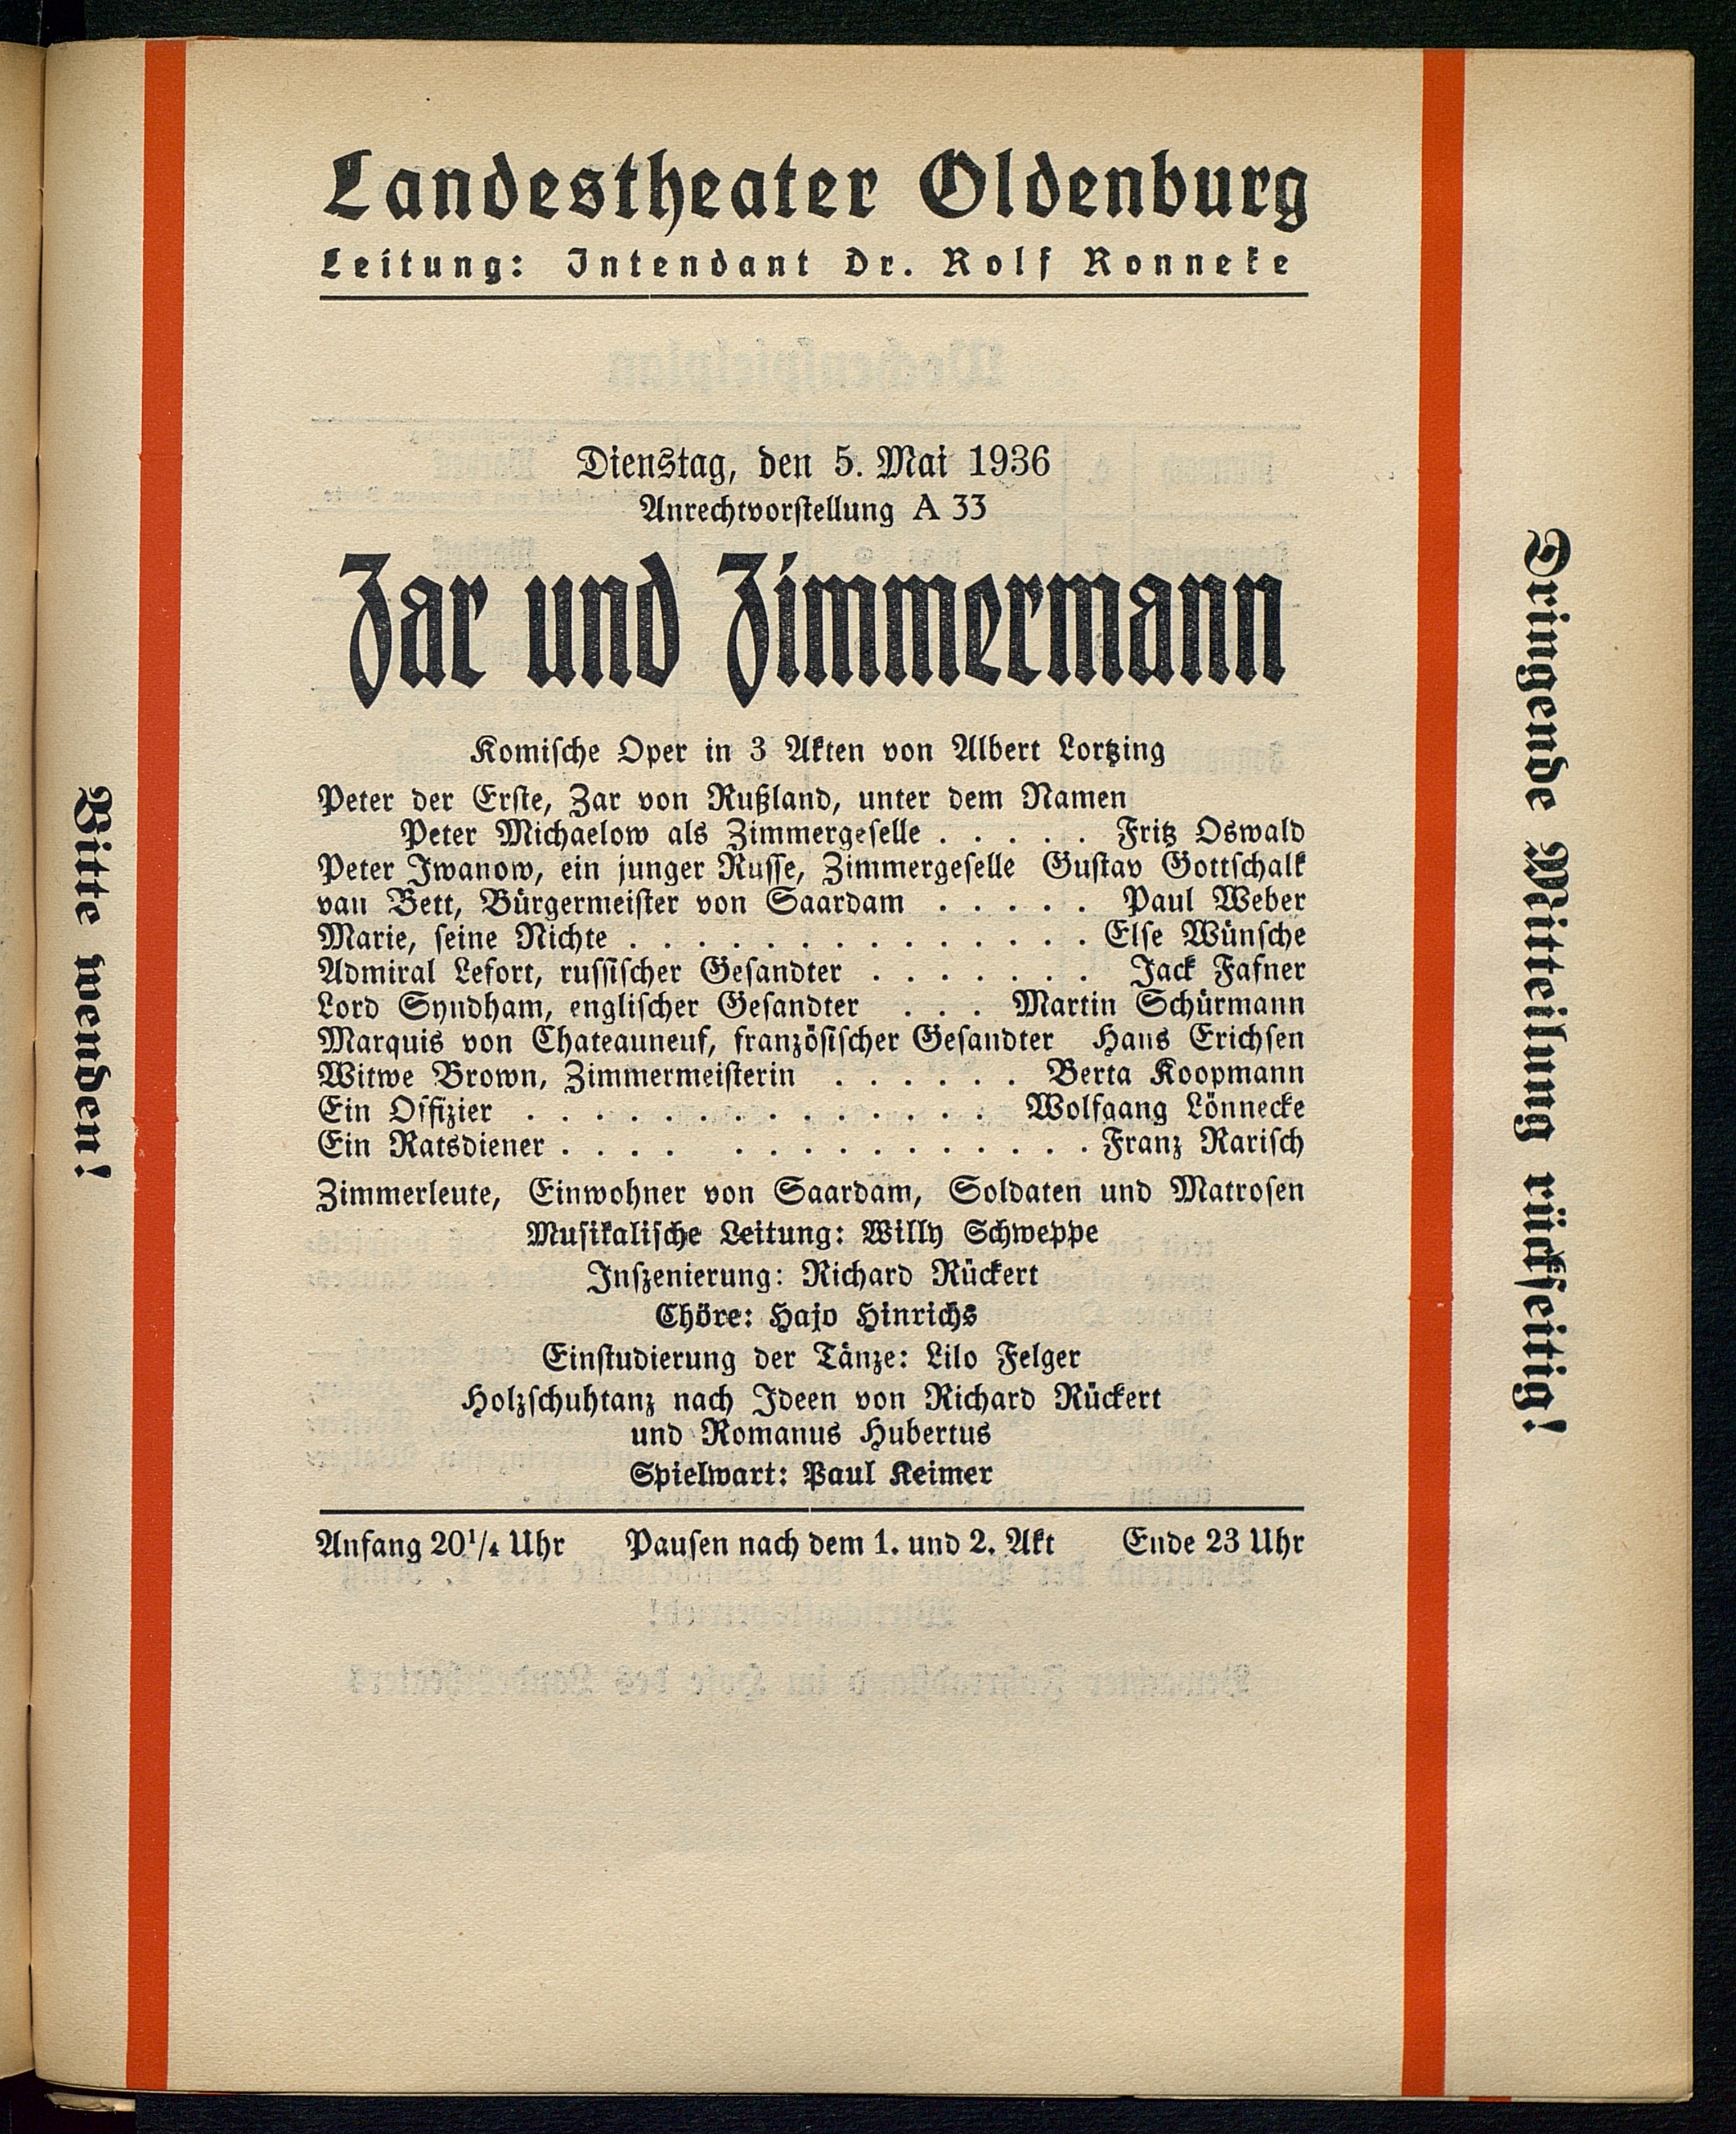 Landestheater Oldenburg
Leitung: Intendant Dr. Rolf Ronneke
Dienstag, den 5. Mai 1936
Anrechtvorstellung A 33
Zar und Zimmermann
Komische Oper in 3 Akten von Albert Lortzing
Peter der Erste, Zar von Rußland, unter dem Namen
Peter Michaelow als Zimmergeselle . . . . . Fritz Oswald
Peter Iwanow, ein junger Russe, Zimmergeselle Gustav Gottschalk
van Bett, Bürgermeister von Saardam . . . . . Paul Weber
Marie, seine Nichte . . . . . . . . . . . . . . Else Wünsche
Admiral Lefort, russischer Gesandter . . . . . . . Jack Fafner
Lord Syndham, englischer Gesandter . . . Martin Schürmann
Marquis von Chateauneuf, französischer Gesandter Hans Erichsen
Witwe Brown, Zimmermeisterin . . . . . . Berta Koopmann
Ein Offizier . . . . . . . . . . . . . . Wolfgang Lönnecke
Ein Ratsdiener . . . . . . . . . . . . . . . Franz Rarisch
Zimmerleute, Einwohner von Saardam, Soldaten und Matrosen
Musikalische Leitung: Willy Schweppe
Inszenierung: Richard Rückert
Chöre: Hajo Hinrichs
Einstudierung der Tänze: Lilo Felger
Holzschuhtanz nach Ideen von Richard Rückert
und Romanus Hubertus
Spielwart: Paul Keimer
Anfang 20¹/₄ Uhr Pausen nach dem 1. und 2. Akt Ende 23 Uhr
Bitte wenden!
Dringende Mitteilung rückseitig!